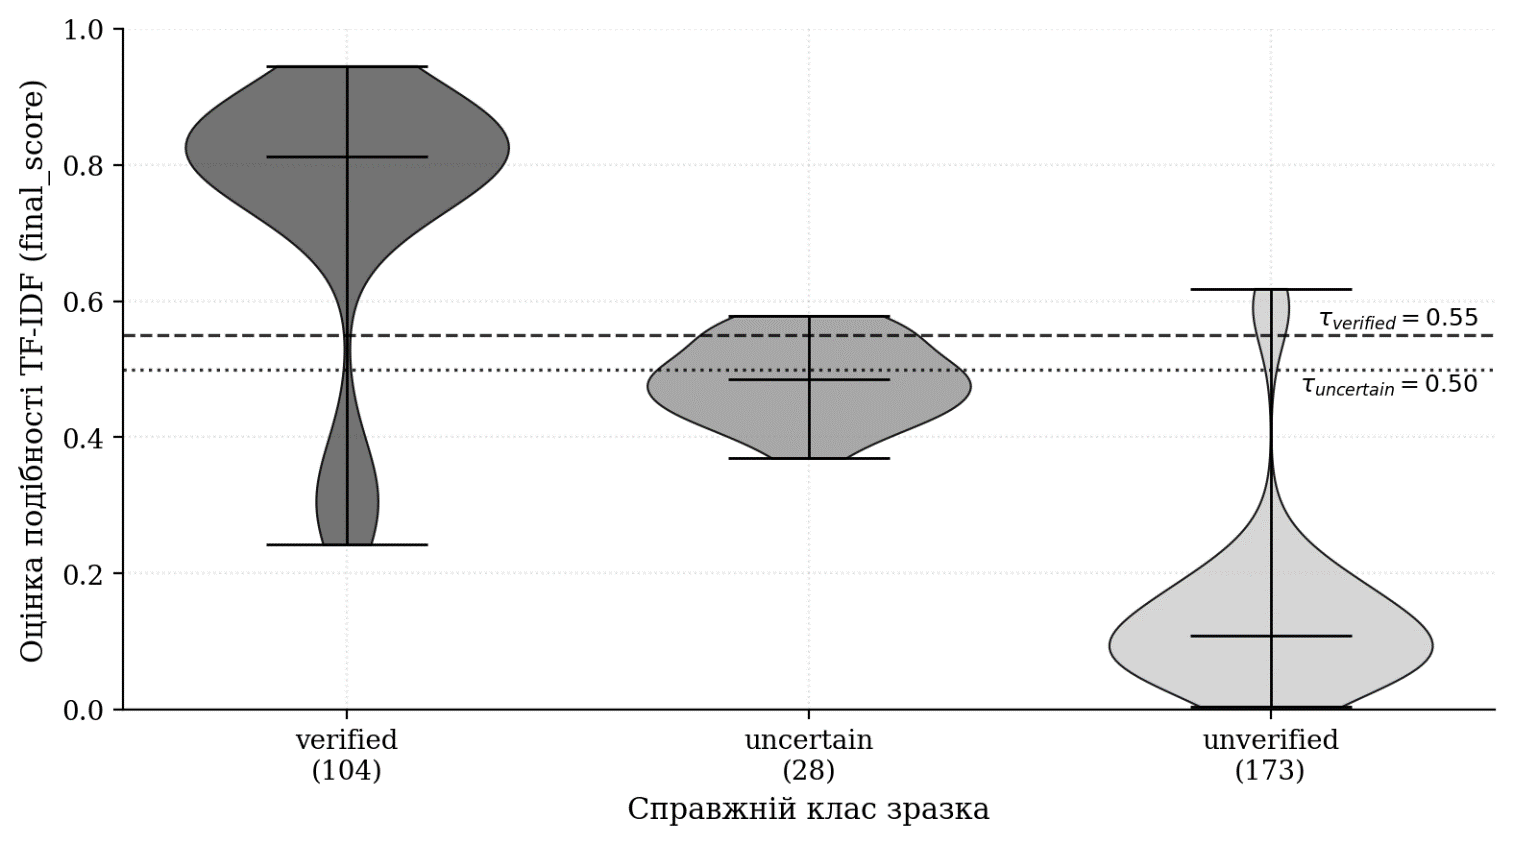 Оцінка подібності TF-IDF (final_score)
1.0
0.8
0.6
0.4
0.2
0.0
τverified = 0.55
τuncertain = 0.50
verified
(104)
uncertain
(28)
unverified
(173)
Справжній клас зразка